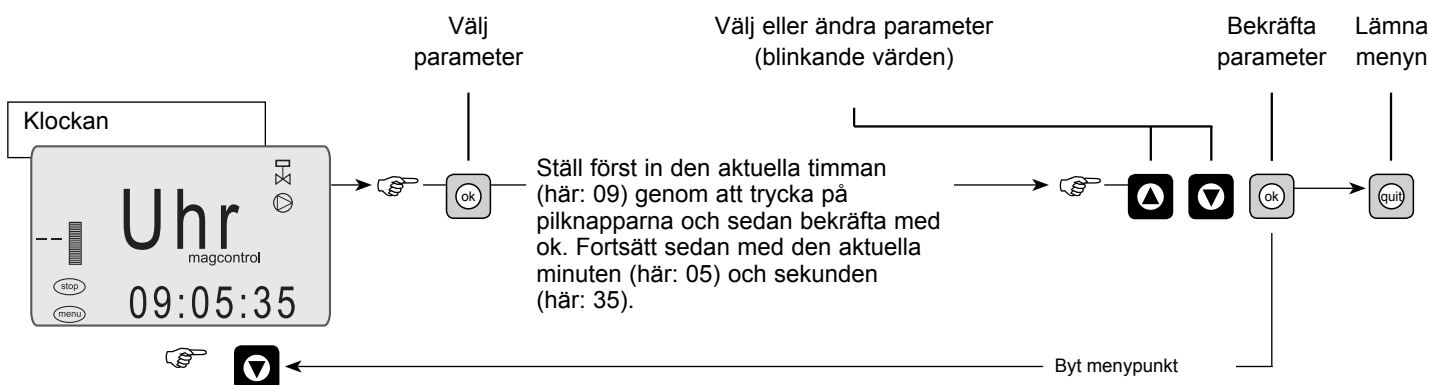 Välj
parameter
Välj eller ändra parameter
(blinkande värden)
Bekräfta
parameter
Lämna
menyn
Klockan
Uhr
magcontrol
stop
menu
09:05:35
ok
Ställ först in den aktuella timman
(här: 09) genom att trycka på
pilknapparna och sedan bekräfta med
ok. Fortsätt sedan med den aktuella
minuten (här: 05) och sekunden
(här: 35).
ok
quit
Byt menypunkt